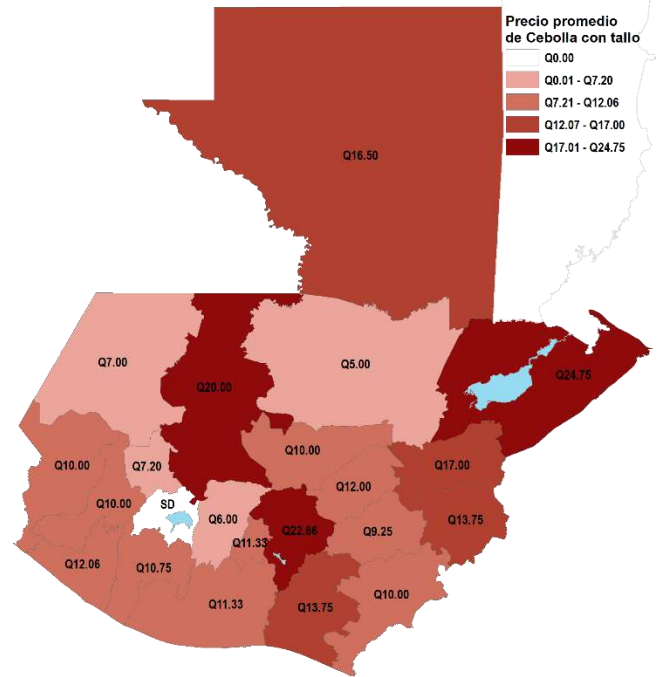 Precio promedio
de Cebolla con tallo
Q0.00
Q0.01 - Q7.20
Q7.21 - Q12.06
Q12.07 - Q17.00
Q17.01 - Q24.75
Q16.50
Q7.00
Q20.00
Q5.00
Q24.75
Q10.00
Q7.20
Q10.00
Q17.00
Q10.00
SD
Q6.00
Q12.00
Q13.75
Q22.66
Q9.25
Q11.33
Q12.06
Q10.75
Q11.33
Q13.75
Q10.00